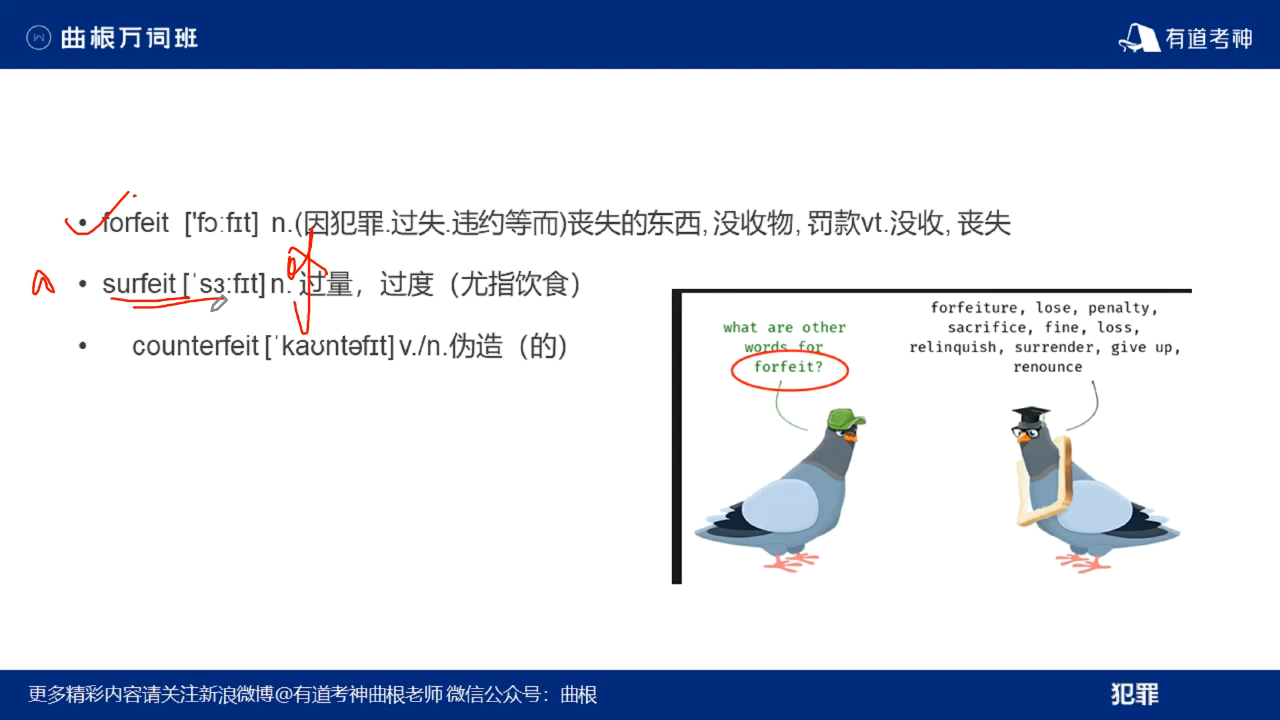 曲根万词班
有道考神
• forfeit ['fɔːfɪt] n.(因犯罪.过失.违约等而)丧失的东西, 没收物, 罚款vt.没收, 丧失
• surfeit [ˈsɜːfɪt] n. 过量，过度（尤指饮食）
• counterfeit [ˈkaʊntəfɪt] v./n.伪造（的）
what are other
words for
forfeit?
forfeiture, lose, penalty,
sacrifice, fine, loss,
relinquish, surrender, give up,
renounce
更多精彩内容请关注新浪微博@有道考神曲根老师 微信公众号：曲根
犯罪